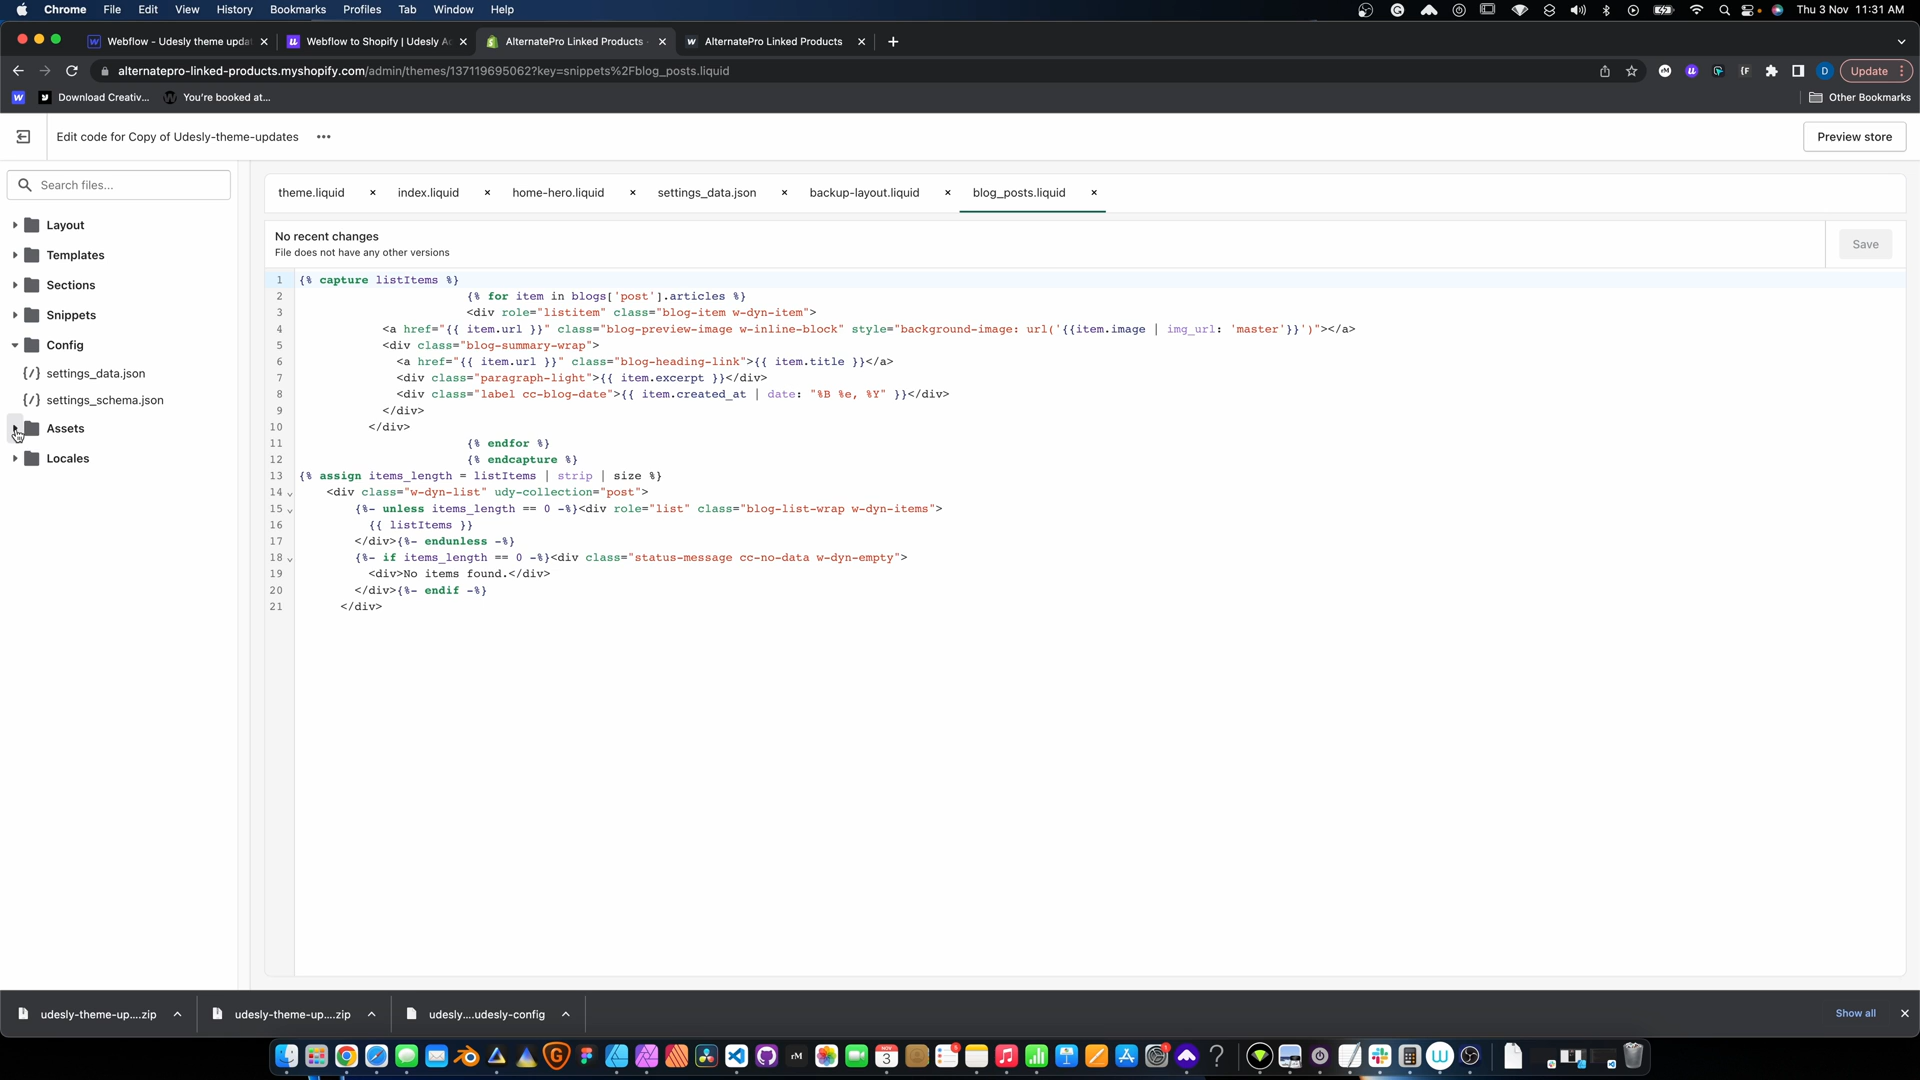 Chrome File Edit View History Bookmarks Profiles Tab Window Help Thu 3 Nov 11:31 AM
Webflow - Udesly theme updat Webflow to Shopify | Udesly Ad AlternatePro Linked Products AlternatePro Linked Products
alternatepro-linked-products.myshopify.com/admin/themes/137119695062?key=snippets%2Fblog_posts.liquid D Update
Download Creativ... You're booked at... Other Bookmarks
Edit code for Copy of Udesly-theme-updates ••• Preview store
Search files...
Layout
Templates
Sections
Snippets
Config
{/} settings_data.json
{/} settings_schema.json
Assets
Locales
theme.liquid × index.liquid × home-hero.liquid × settings_data.json × backup-layout.liquid × blog_posts.liquid ×
No recent changes
File does not have any other versions
Save
1 {% capture listItems %}
2 {% for item in blogs['post'].articles %}
3 <div role="listitem" class="blog-item w-dyn-item">
4 <a href="{{ item.url }}" class="blog-preview-image w-inline-block" style="background-image: url('{{item.image | img_url: 'master'}}')"></a>
5 <div class="blog-summary-wrap">
6 <a href="{{ item.url }}" class="blog-heading-link">{{ item.title }}</a>
7 <div class="paragraph-light">{{ item.excerpt }}</div>
8 <div class="label cc-blog-date">{{ item.created_at | date: "%B %e, %Y" }}</div>
9 </div>
10 </div>
11 {% endfor %}
12 {% endcapture %}
13 {% assign items_length = listItems | strip | size %}
14 <div class="w-dyn-list" udy-collection="post">
15 {%- unless items_length == 0 -%}<div role="list" class="blog-list-wrap w-dyn-items">
16 {{ listItems }}
17 </div>{%- endunless -%}
18 {%- if items_length == 0 -%}<div class="status-message cc-no-data w-dyn-empty">
19 <div>No items found.</div>
20 </div>{%- endif -%}
21 </div>
udesly-theme-up....zip udesly-theme-up....zip udesly....udesly-config Show all